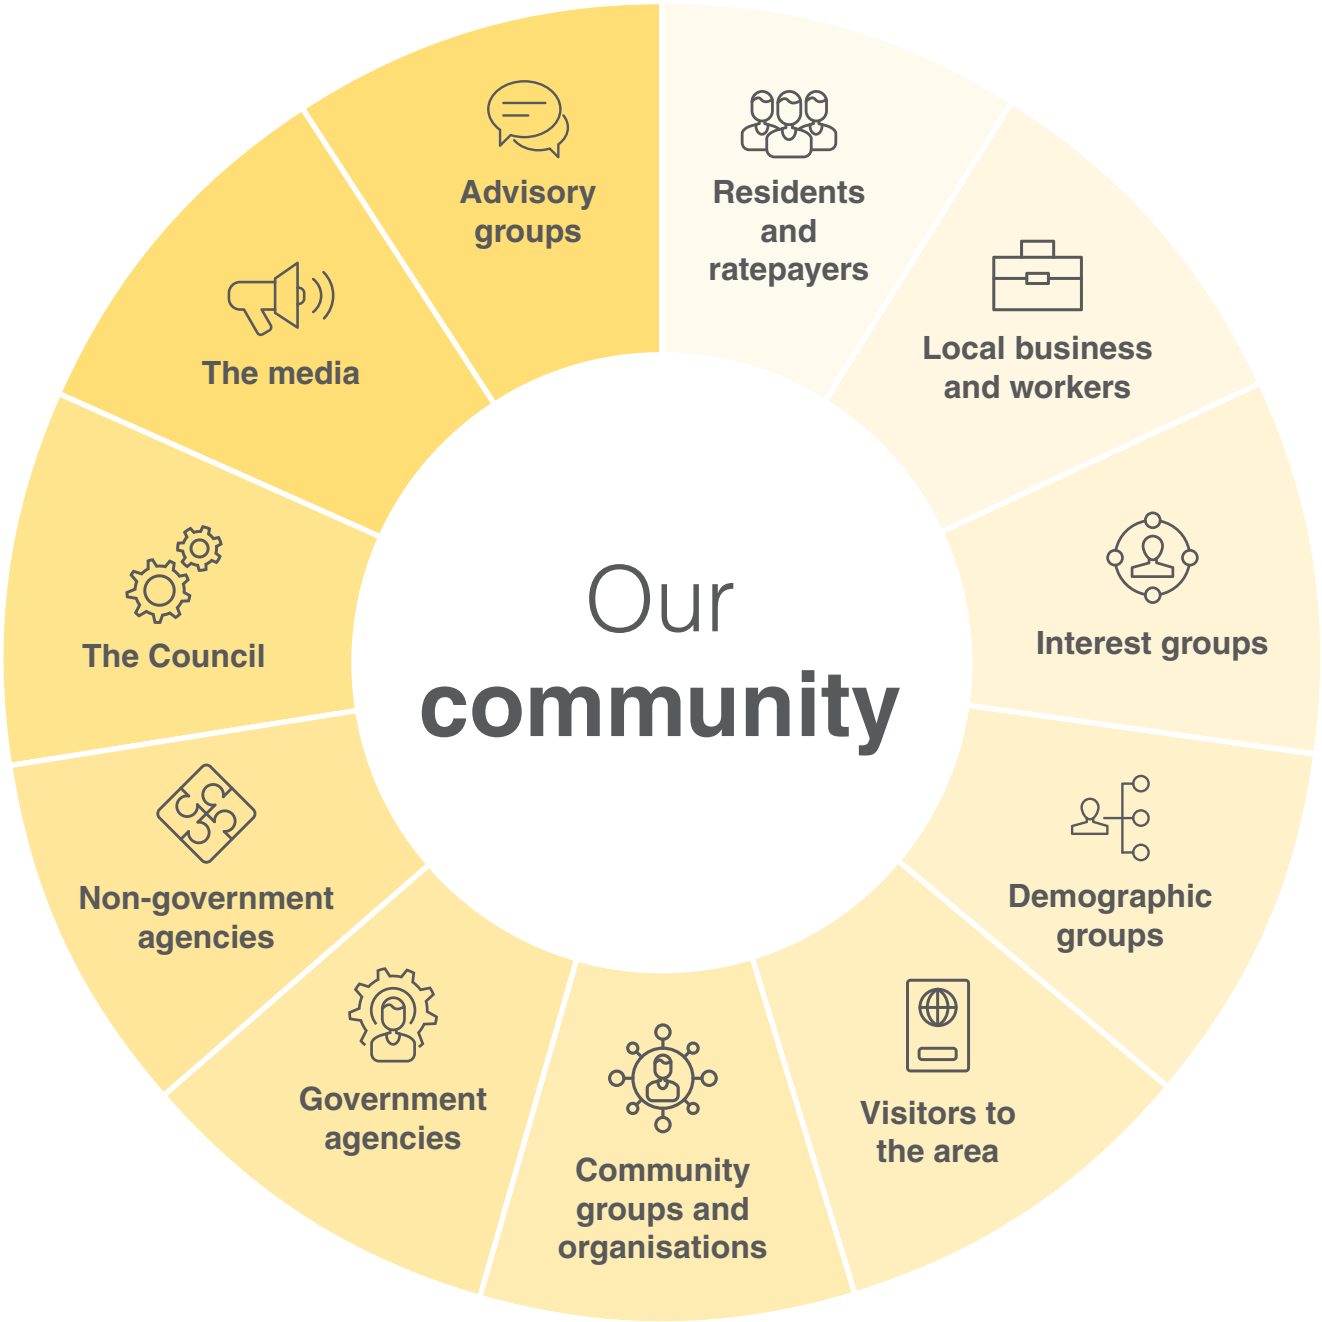 Our
community
Residents
and
ratepayers
Local business
and workers
Interest groups
Demographic
groups
Visitors to
the area
Community
groups and
organisations
Government
agencies
Non-government
agencies
The Council
The media
Advisory
groups